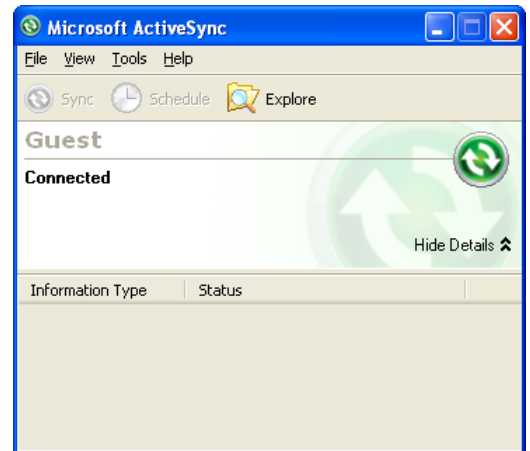 Microsoft ActiveSync
File View Tools Help
Sync Schedule Explore
Guest
Connected
Hide Details
Information Type Status